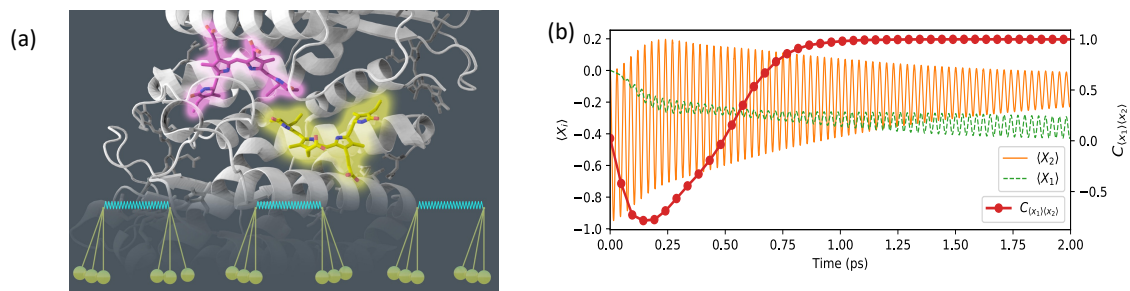 (a)
(b)
0.2
0.0
−0.2
−0.4
−0.6
−0.8
−1.0
⟨X_i⟩
1.0
0.5
0.0
−0.5
C_{⟨x_1⟩⟨x_2⟩}
⟨X_2⟩
⟨X_1⟩
C_{⟨x_1⟩⟨x_2⟩}
0.00 0.25 0.50 0.75 1.00 1.25 1.50 1.75 2.00
Time (ps)